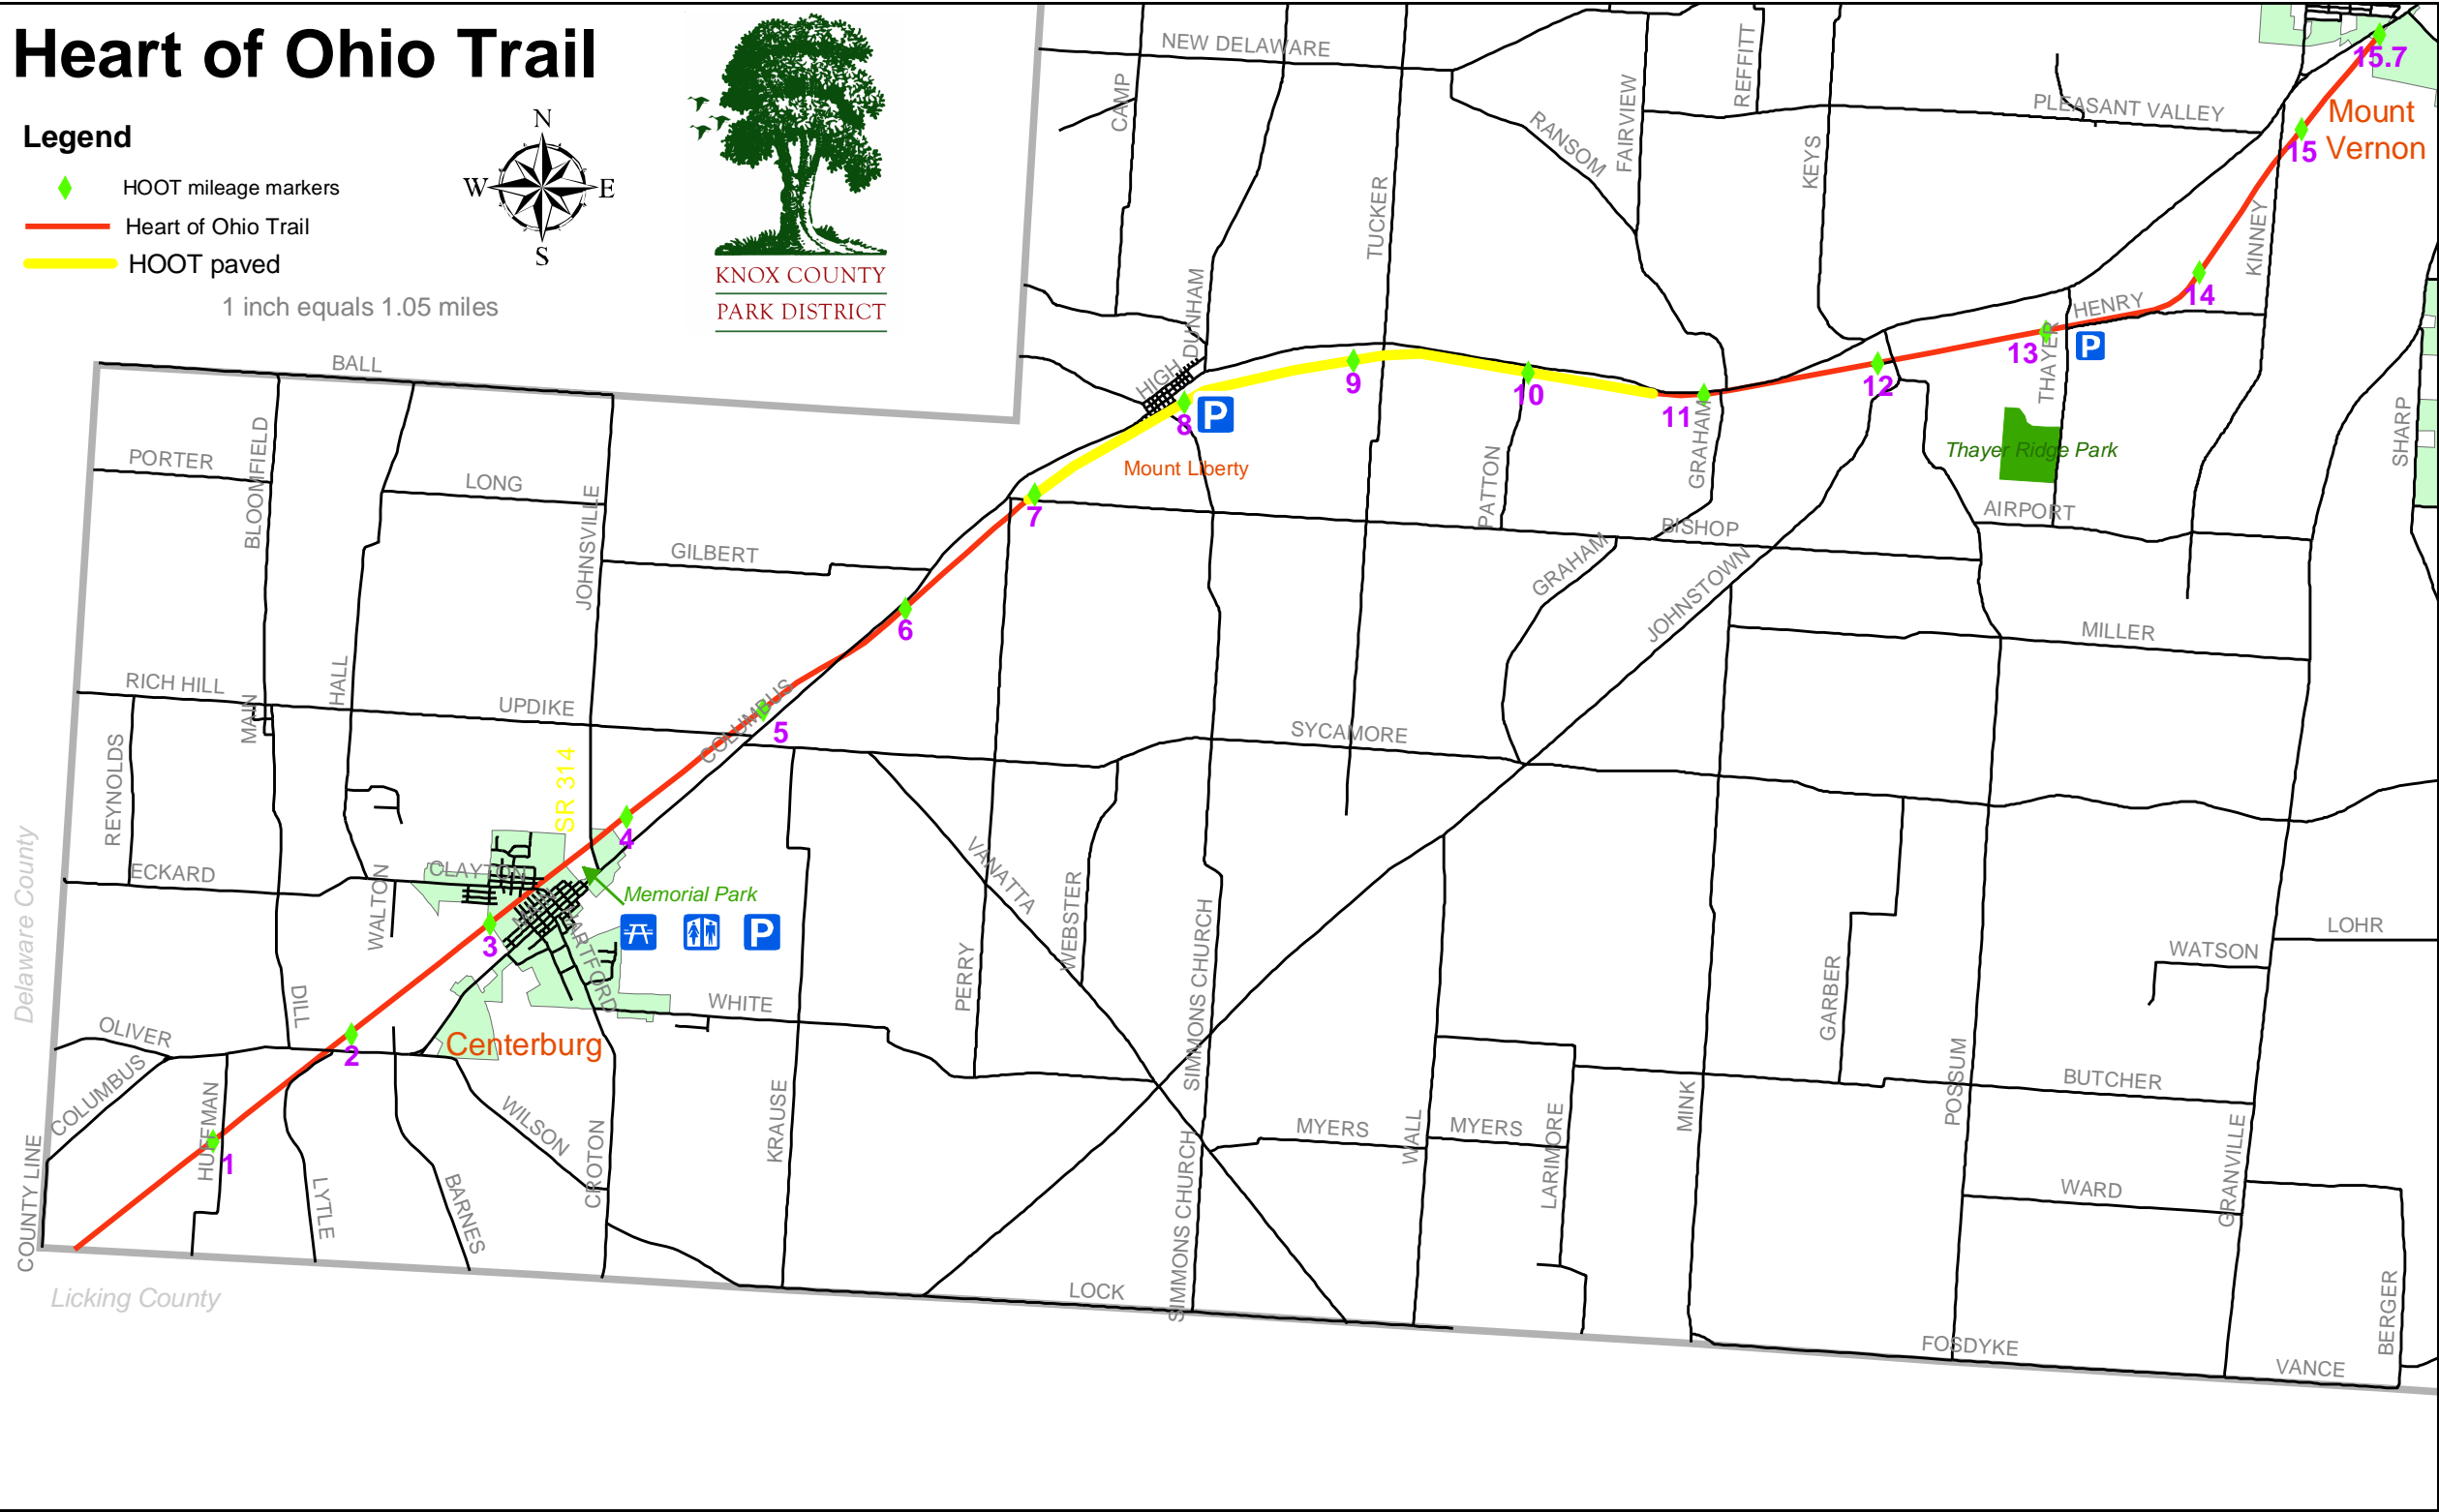 Heart of Ohio Trail
Legend
HOOT mileage markers
Heart of Ohio Trail
HOOT paved
1 inch equals 1.05 miles
N
W E
S
KNOX COUNTY
PARK DISTRICT
NEW DELAWARE
CAMP
DUNHAM
HIGH
TUCKER
RANSOM
FAIRVIEW
REFFITT
KEYS
PLEASANT VALLEY
15.7
Mount
Vernon
15
KINNEY
14
HENRY
13
P
THAYER
12
11
GRAHAM
10
9
8
P
Mount Liberty
7
PATTON
Thayer Ridge Park
AIRPORT
SHARP
BISHOP
GRAHAM
JOHNSTOWN
MILLER
BALL
PORTER
BLOOMFIELD
LONG
JOHNSVILLE
GILBERT
6
RICH HILL
MAIN
HALL
UPDIKE
COLUMBUS
5
SYCAMORE
REYNOLDS
SR 314
4
ECKARD
WALTON
CLAYTON
Memorial Park
P
3
HARTFORD
VANATTA
WEBSTER
PERRY
SIMMONS CHURCH
LOHR
WATSON
GARBER
Delaware County
DILL
WHITE
OLIVER
COLUMBUS
2
Centerburg
HUFFMAN
1
WILSON
CROTON
KRAUSE
LYTLE
BARNES
COUNTY LINE
Licking County
SIMMONS CHURCH
MYERS
WALL
MYERS
LARIMORE
MINK
POSSUM
BUTCHER
WARD
GRANVILLE
BERGER
LOCK
FOSDYKE
VANCE